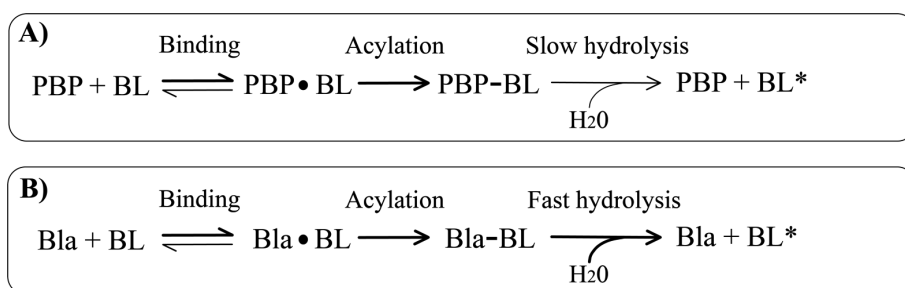 A)
Binding Acylation Slow hydrolysis
PBP + BL PBP • BL PBP-BL PBP + BL*
H20
B)
Binding Acylation Fast hydrolysis
Bla + BL Bla • BL Bla-BL Bla + BL*
H20